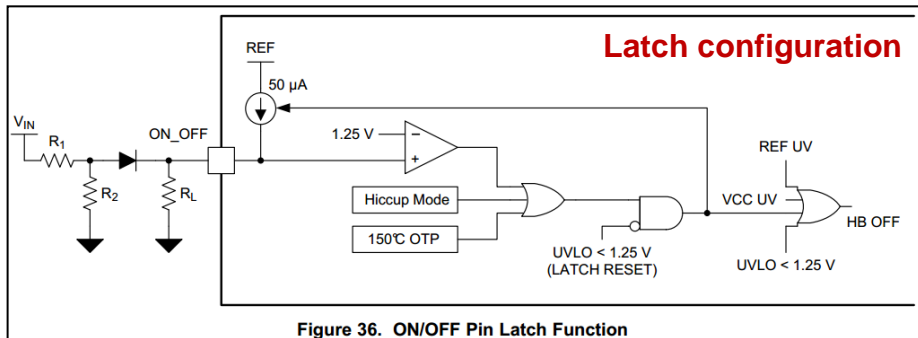 Latch configuration
REF
50 µA
VIN
R1
ON_OFF
1.25 V
−
+
REF UV
R2
RL
Hiccup Mode
VCC UV
HB OFF
150℃ OTP
UVLO < 1.25 V
(LATCH RESET)
UVLO < 1.25 V
Figure 36. ON/OFF Pin Latch Function